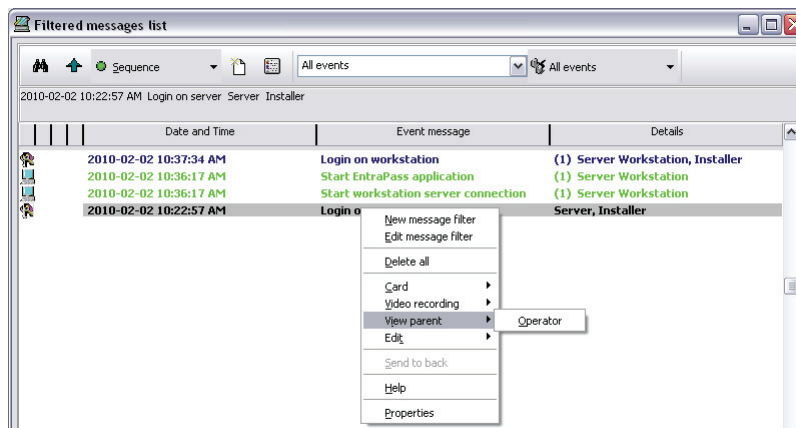 Filtered messages list
Sequence All events All events
2010-02-02 10:22:57 AM Login on server Server Installer
Date and Time Event message Details
2010-02-02 10:37:34 AM Login on workstation (1) Server Workstation, Installer
2010-02-02 10:36:17 AM Start EntraPass application (1) Server Workstation
2010-02-02 10:36:17 AM Start workstation server connection (1) Server Workstation
2010-02-02 10:22:57 AM Login o Server, Installer
New message filter
Edit message filter
Delete all
Card
Video recording
View parent Operator
Edit
Send to back
Help
Properties